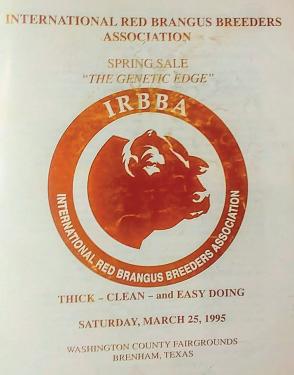 INTERNATIONAL RED BRANGUS BREEDERS
ASSOCIATION
SPRING SALE
"THE GENETIC EDGE"
IRBBA
INTERNATIONAL RED BRANGUS BREEDERS ASSOCIATION
THICK – CLEAN – and EASY DOING
SATURDAY, MARCH 25, 1995
WASHINGTON COUNTY FAIRGROUNDS
BRENHAM, TEXAS